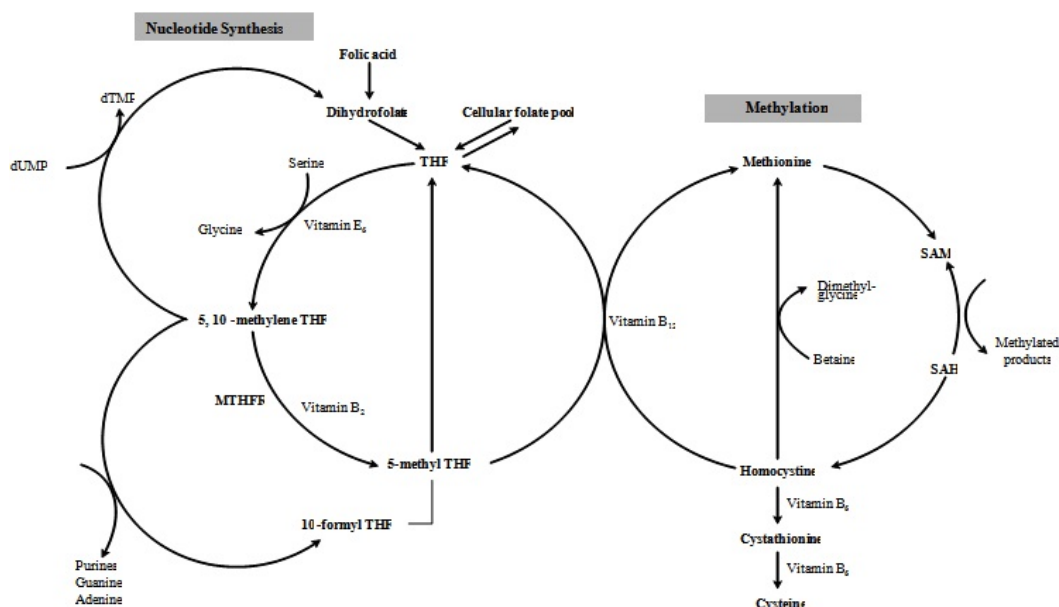 Nucleotide Synthesis
Folic acid
dTMP
Dihydrofolate
Cellular folate pool
Methylation
dUMP
Serine
THF
Methionine
Glycine
Vitamin E₆
SAM
Dimethyl-
glycine
5, 10 -methylene THF
Vitamin B₁₂
Methylated
products
Betaine
SAH
MTHFR
Vitamin B₂
5-methyl THF
Homocystine
Vitamin B₆
10-formyl THF
Cystathionine
Purines
Guanine
Adenine
Vitamin B₆
Cysteine